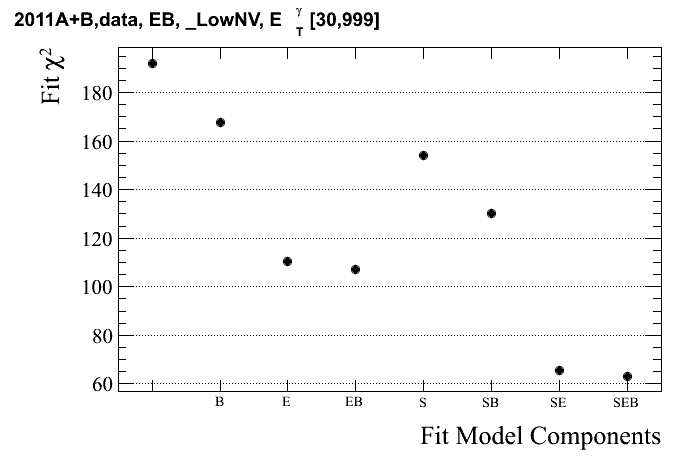 2011A+B,data, EB, _LowNV, E γ T [30,999]
Fit χ²
180
160
140
120
100
80
60
B E EB S SB SE SEB
Fit Model Components